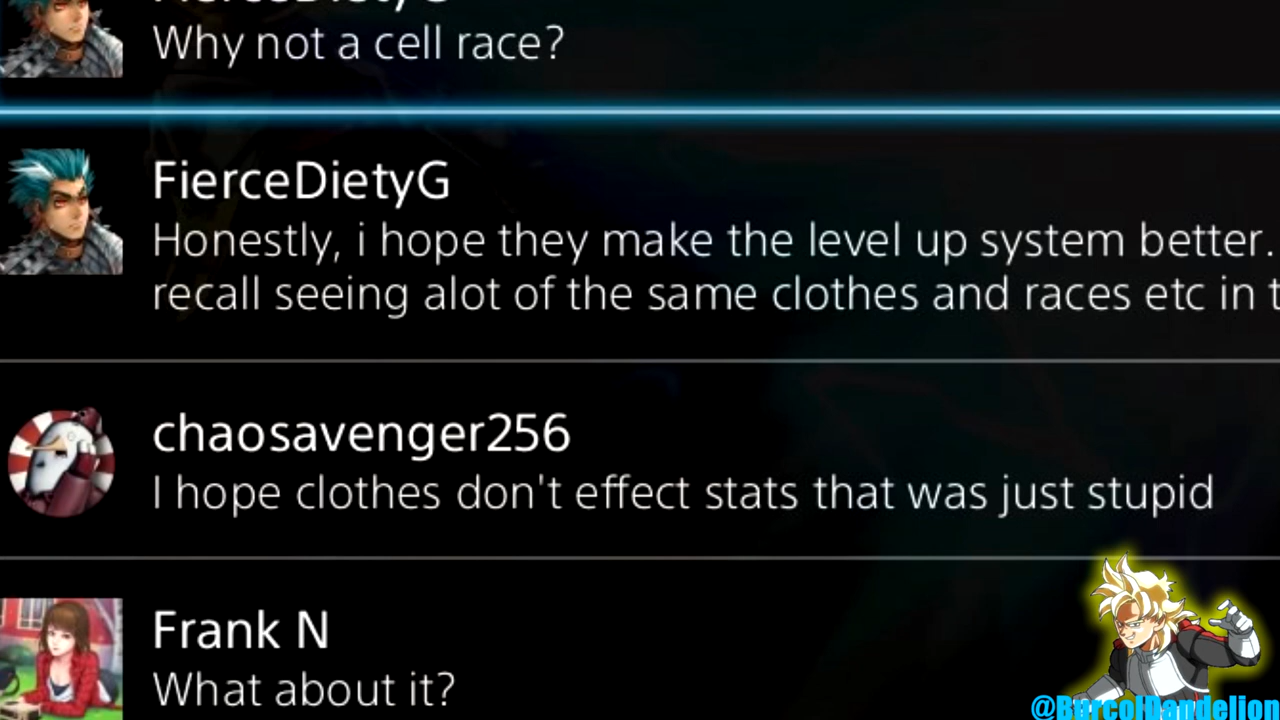 FierceDietyG
Why not a cell race?
FierceDietyG
Honestly, i hope they make the level up system better.
recall seeing alot of the same clothes and races etc in
chaosavenger256
I hope clothes don't effect stats that was just stupid
Frank N
What about it?
@BurcolDandelion